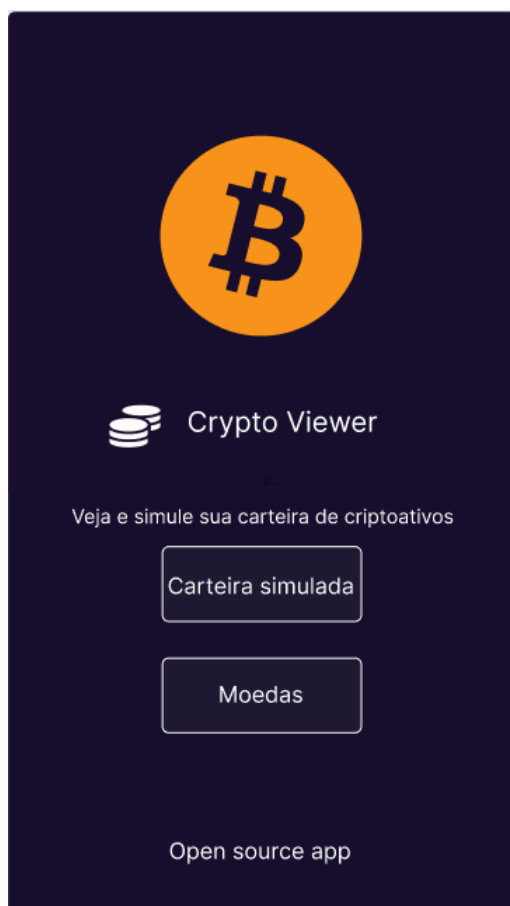 Crypto Viewer
Veja e simule sua carteira de criptoativos
Carteira simulada
Moedas
Open source app